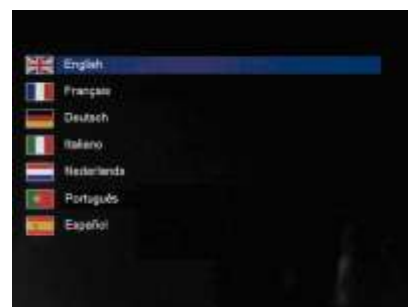 English
Français
Deutsch
Italiano
Nederlands
Português
Español